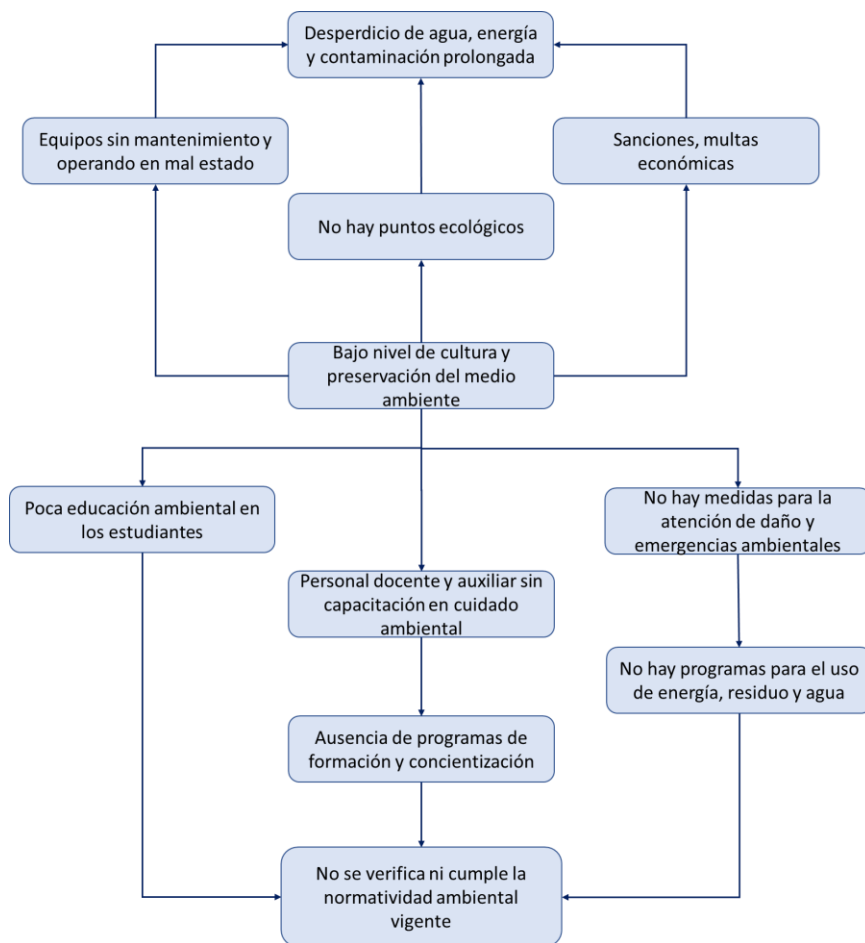 Desperdicio de agua, energía
y contaminación prolongada
Equipos sin mantenimiento y
operando en mal estado
Sanciones, multas
económicas
No hay puntos ecológicos
Bajo nivel de cultura y
preservación del medio
ambiente
Poca educación ambiental en
los estudiantes
No hay medidas para la
atención de daño y
emergencias ambientales
Personal docente y auxiliar sin
capacitación en cuidado
ambiental
No hay programas para el uso
de energía, residuo y agua
Ausencia de programas de
formación y concientización
No se verifica ni cumple la
normatividad ambiental
vigente